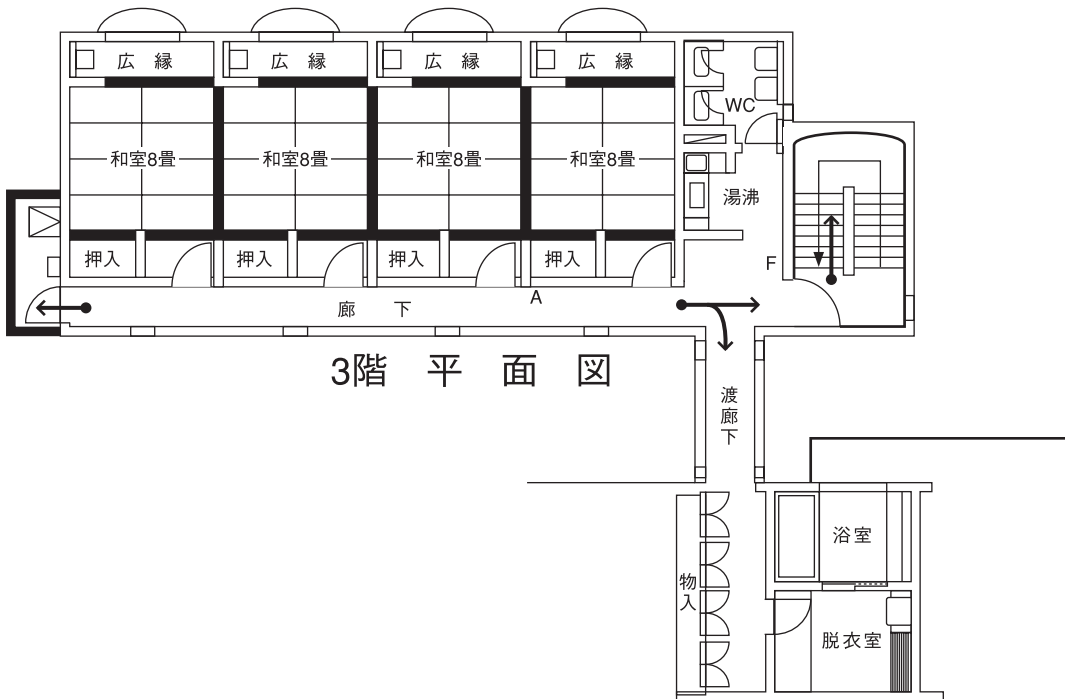 広 縁
広 縁
広 縁
広 縁
WC
和室8畳
和室8畳
和室8畳
和室8畳
湯沸
押入
押入
押入
押入
F
A
廊 下
3階 平 面 図
渡廊下
浴室
物入
脱衣室